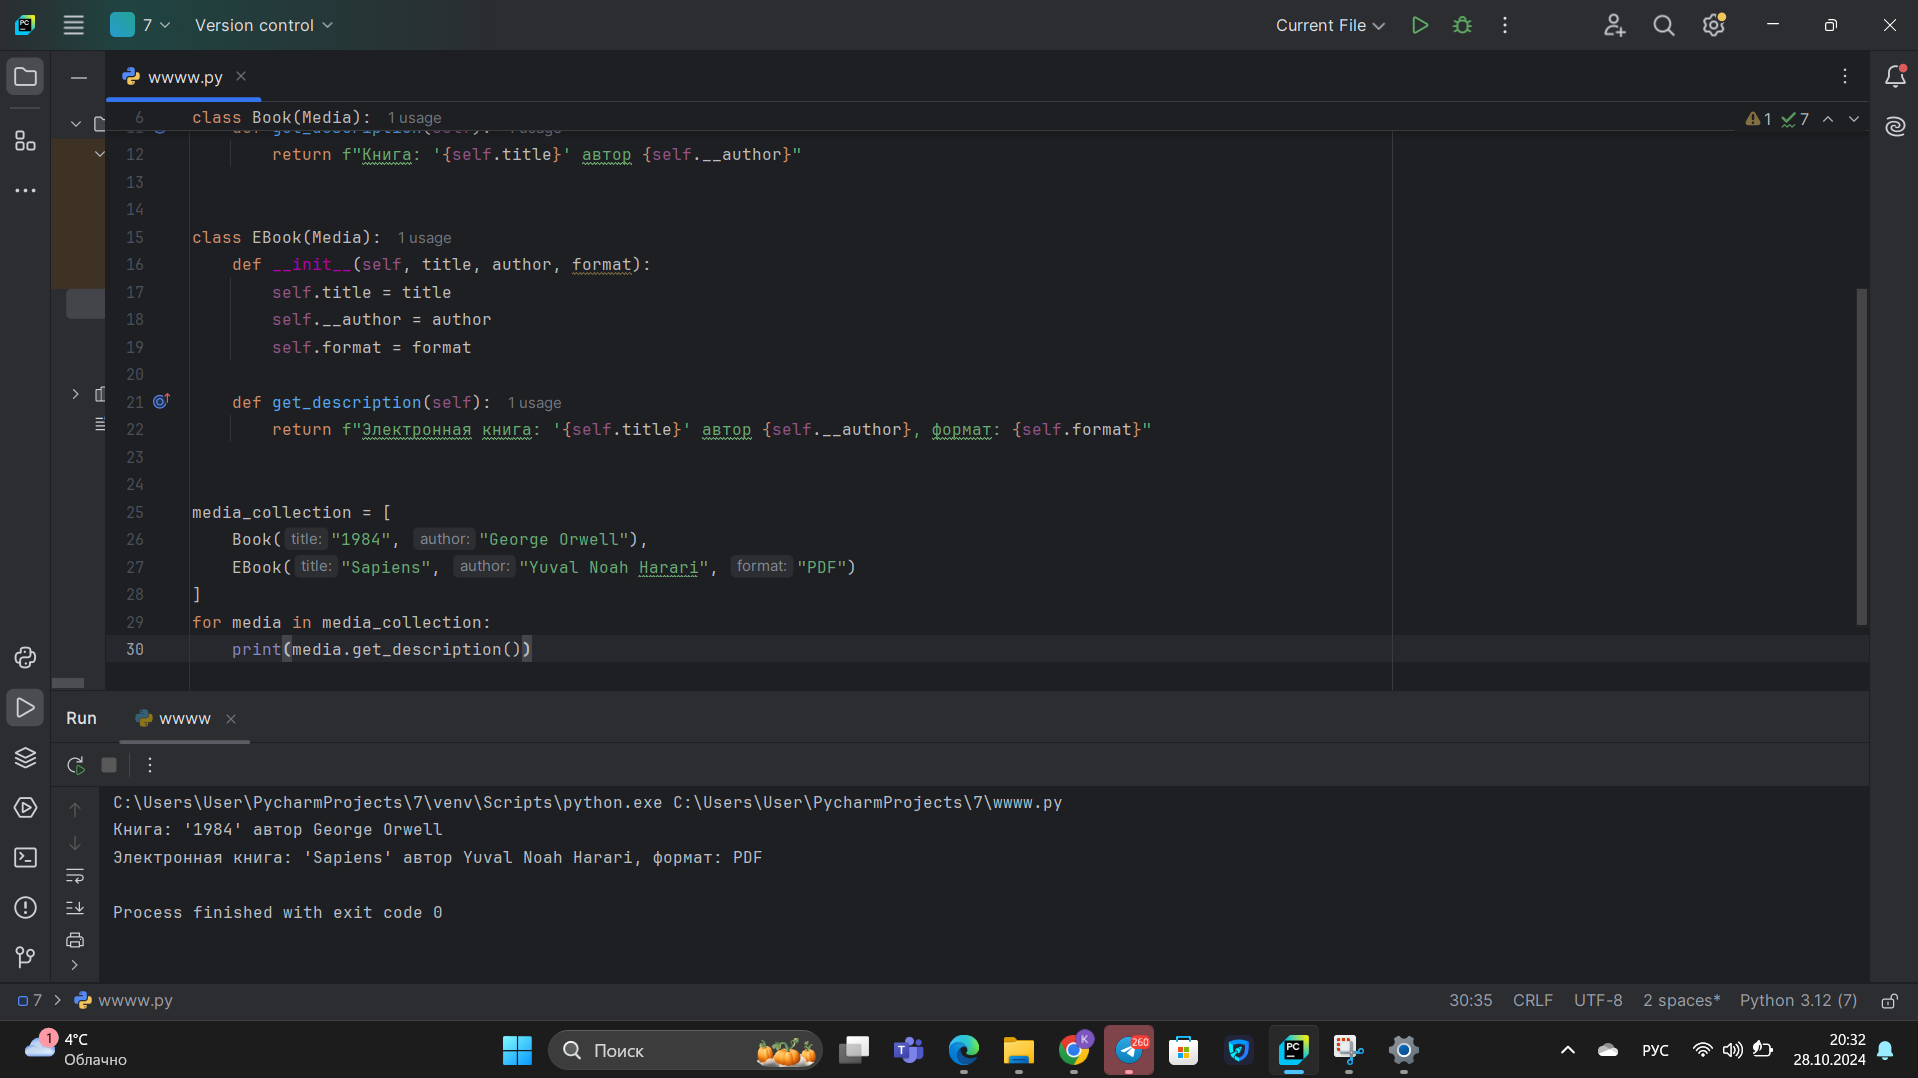 7 Version control Current File
wwww.py
6 class Book(Media): 1 usage
1 7
12 return f"Книга: '{self.title}' автор {self.__author}"
13
14
15 class EBook(Media): 1 usage
16 def __init__(self, title, author, format):
17 self.title = title
18 self.__author = author
19 self.format = format
20
21 def get_description(self): 1 usage
22 return f"Электронная книга: '{self.title}' автор {self.__author}, формат: {self.format}"
23
24
25 media_collection = [
26 Book( title: "1984", author: "George Orwell"),
27 EBook( title: "Sapiens", author: "Yuval Noah Harari", format: "PDF")
28 ]
29 for media in media_collection:
30 print(media.get_description())
Run wwww
C:\Users\User\PycharmProjects\7\venv\Scripts\python.exe C:\Users\User\PycharmProjects\7\wwww.py
Книга: '1984' автор George Orwell
Электронная книга: 'Sapiens' автор Yuval Noah Harari, формат: PDF
Process finished with exit code 0
7 > wwww.py 30:35 CRLF UTF-8 2 spaces* Python 3.12 (7)
1 4°C
Облачно
Поиск
K
260
РУС
20:32
28.10.2024